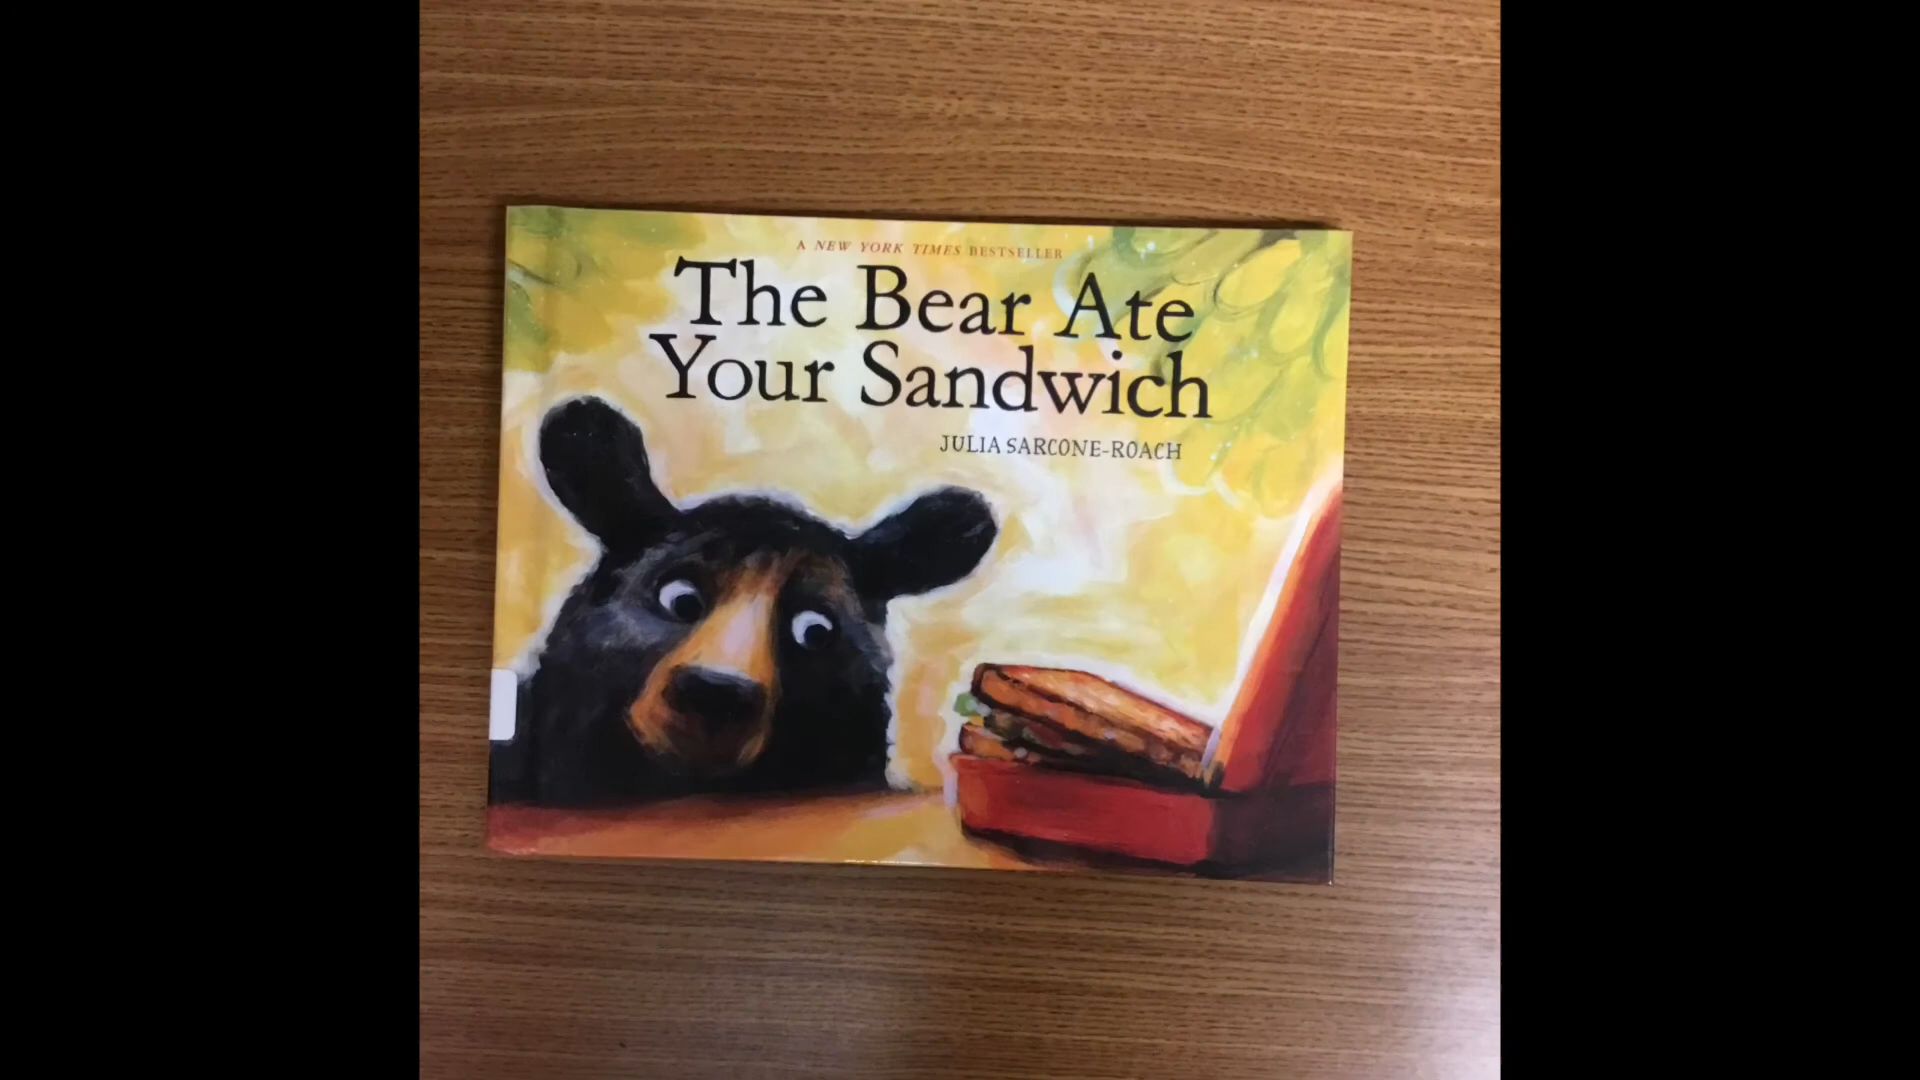 A NEW YORK TIMES BESTSELLER
The Bear Ate
Your Sandwich
JULIA SARCONE-ROACH